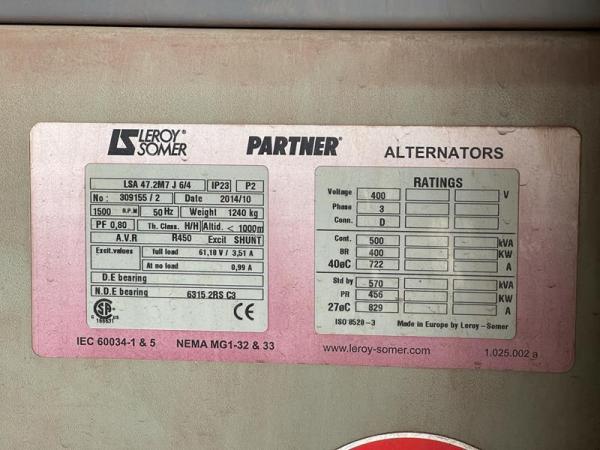 LS LEROY® SOMER PARTNER® ALTERNATORS
LSA 47.2M7 J 6/4 IP23 P2
No : 309155 / 2 Date 2014/10
1500 R.P.M 50 Hz Weight 1240 kg
PF 0,80 Th. Class. H/H Altid. < 1000m
A.V.R R450 Excit SHUNT
Excit.values full load 61,10 V / 3,51 A
At no load 0,99 A
D.E bearing
N.D.E bearing 6315 2RS C3
SA CE
IEC 60034-1 & 5 NEMA MG1-32 & 33
RATINGS
Voltage 400 V
Phase 3
Conn. D
Cont. 500 kVA
BR 400 KW
40øC 722 A
Std by 570 kVA
PR 456 KW
27øC 829 A
ISO 8528-3 Made in Europe by Leroy-Somer
www.leroy-somer.com 1.025.002 a